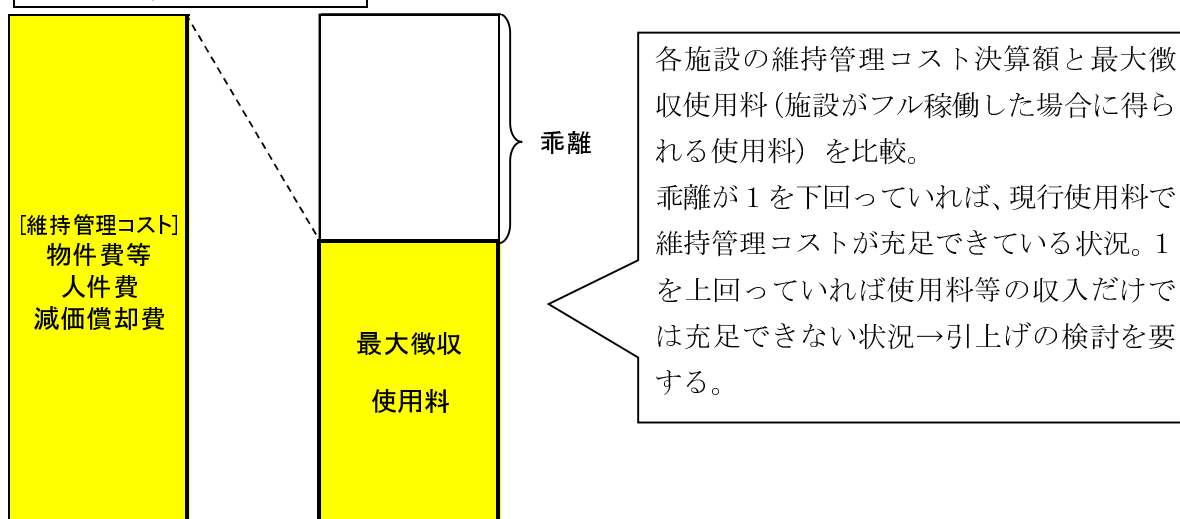 [維持管理コスト]
物件費等
人件費
減価償却費
最大徴収
使用料
乖離
各施設の維持管理コスト決算額と最大徴
収使用料(施設がフル稼働した場合に得ら
れる使用料)を比較。
乖離が1を下回っていれば、現行使用料で
維持管理コストが充足できている状況。1
を上回っていれば使用料等の収入だけで
は充足できない状況→引上げの検討を要
する。